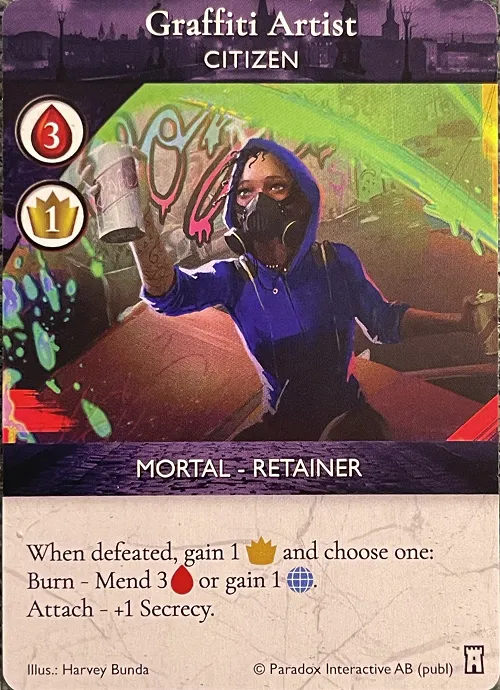 Graffiti Artist
CITIZEN
3
1
MORTAL - RETAINER
When defeated, gain 1 and choose one:
Burn - Mend 3 or gain 1 .
Attach - +1 Secrecy.
Illus.: Harvey Bunda © Paradox Interactive AB (publ)